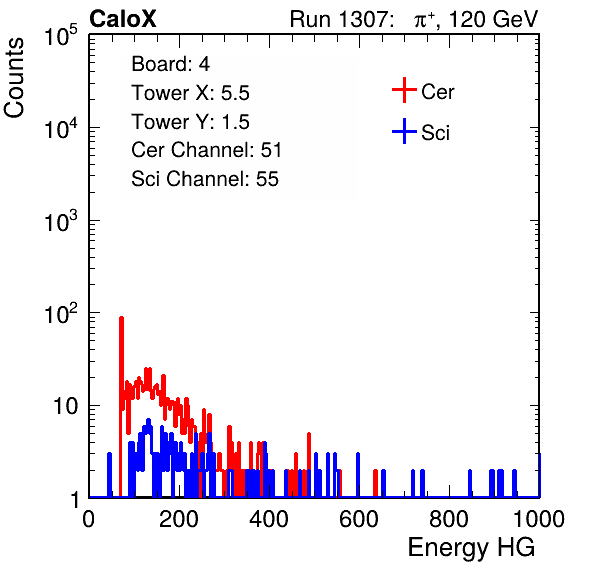 CaloX Run 1307: π⁺, 120 GeV
Counts
10⁵
10⁴
10³
10²
10
1
Board: 4
Tower X: 5.5
Tower Y: 1.5
Cer Channel: 51
Sci Channel: 55
Cer
Sci
0 200 400 600 800 1000
Energy HG